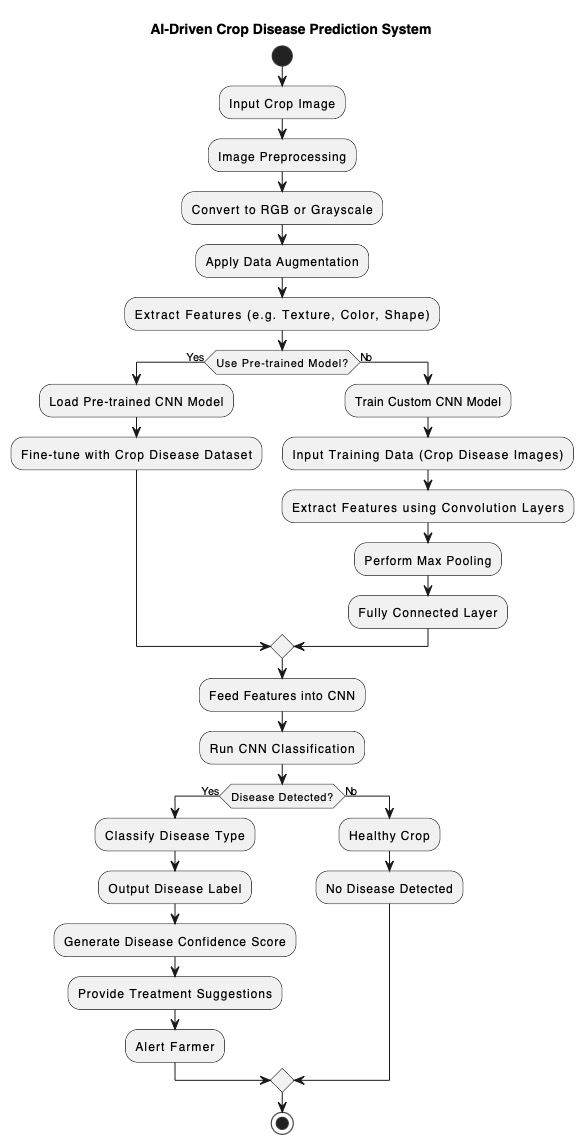 AI-Driven Crop Disease Prediction System
Input Crop Image
Image Preprocessing
Convert to RGB or Grayscale
Apply Data Augmentation
Extract Features (e.g. Texture, Color, Shape)
Yes
Use Pre-trained Model?
No
Load Pre-trained CNN Model
Fine-tune with Crop Disease Dataset
Train Custom CNN Model
Input Training Data (Crop Disease Images)
Extract Features using Convolution Layers
Perform Max Pooling
Fully Connected Layer
Feed Features into CNN
Run CNN Classification
Yes
Disease Detected?
No
Classify Disease Type
Output Disease Label
Generate Disease Confidence Score
Provide Treatment Suggestions
Alert Farmer
Healthy Crop
No Disease Detected